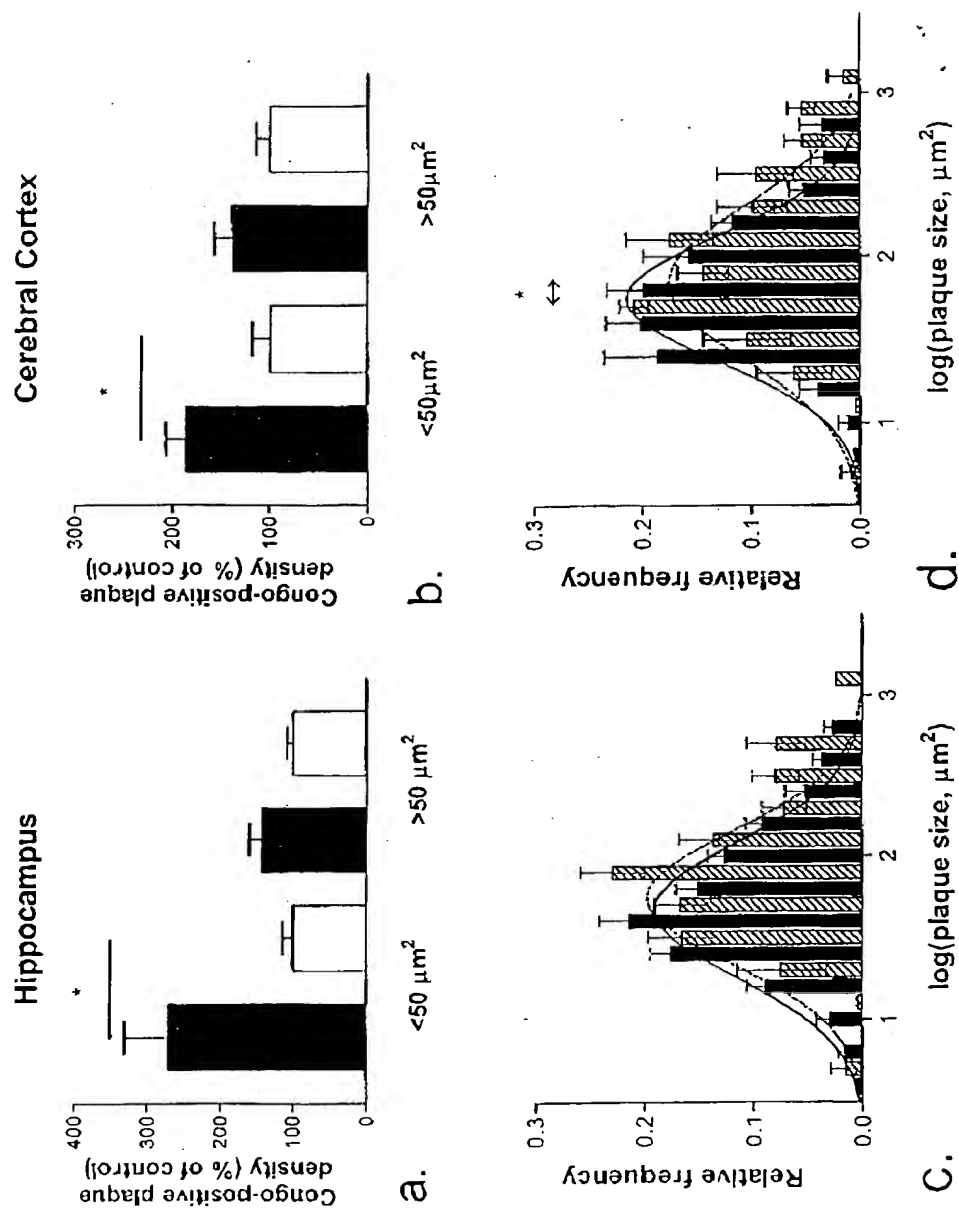 Hippocampus
Congo-positive plaque
density (% of control)
400
300
200
100
0
*
<50 μm²
>50 μm²
a.
Cerebral Cortex
Congo-positive plaque
density (% of control)
300
200
100
0
*
<50μm²
>50μm²
b.
Relative frequency
0.3
0.2
0.1
0.0
1
2
3
log(plaque size, μm²)
c.
Relative frequency
0.3
0.2
0.1
0.0
*
↔
1
2
3
log(plaque size, μm²)
d.